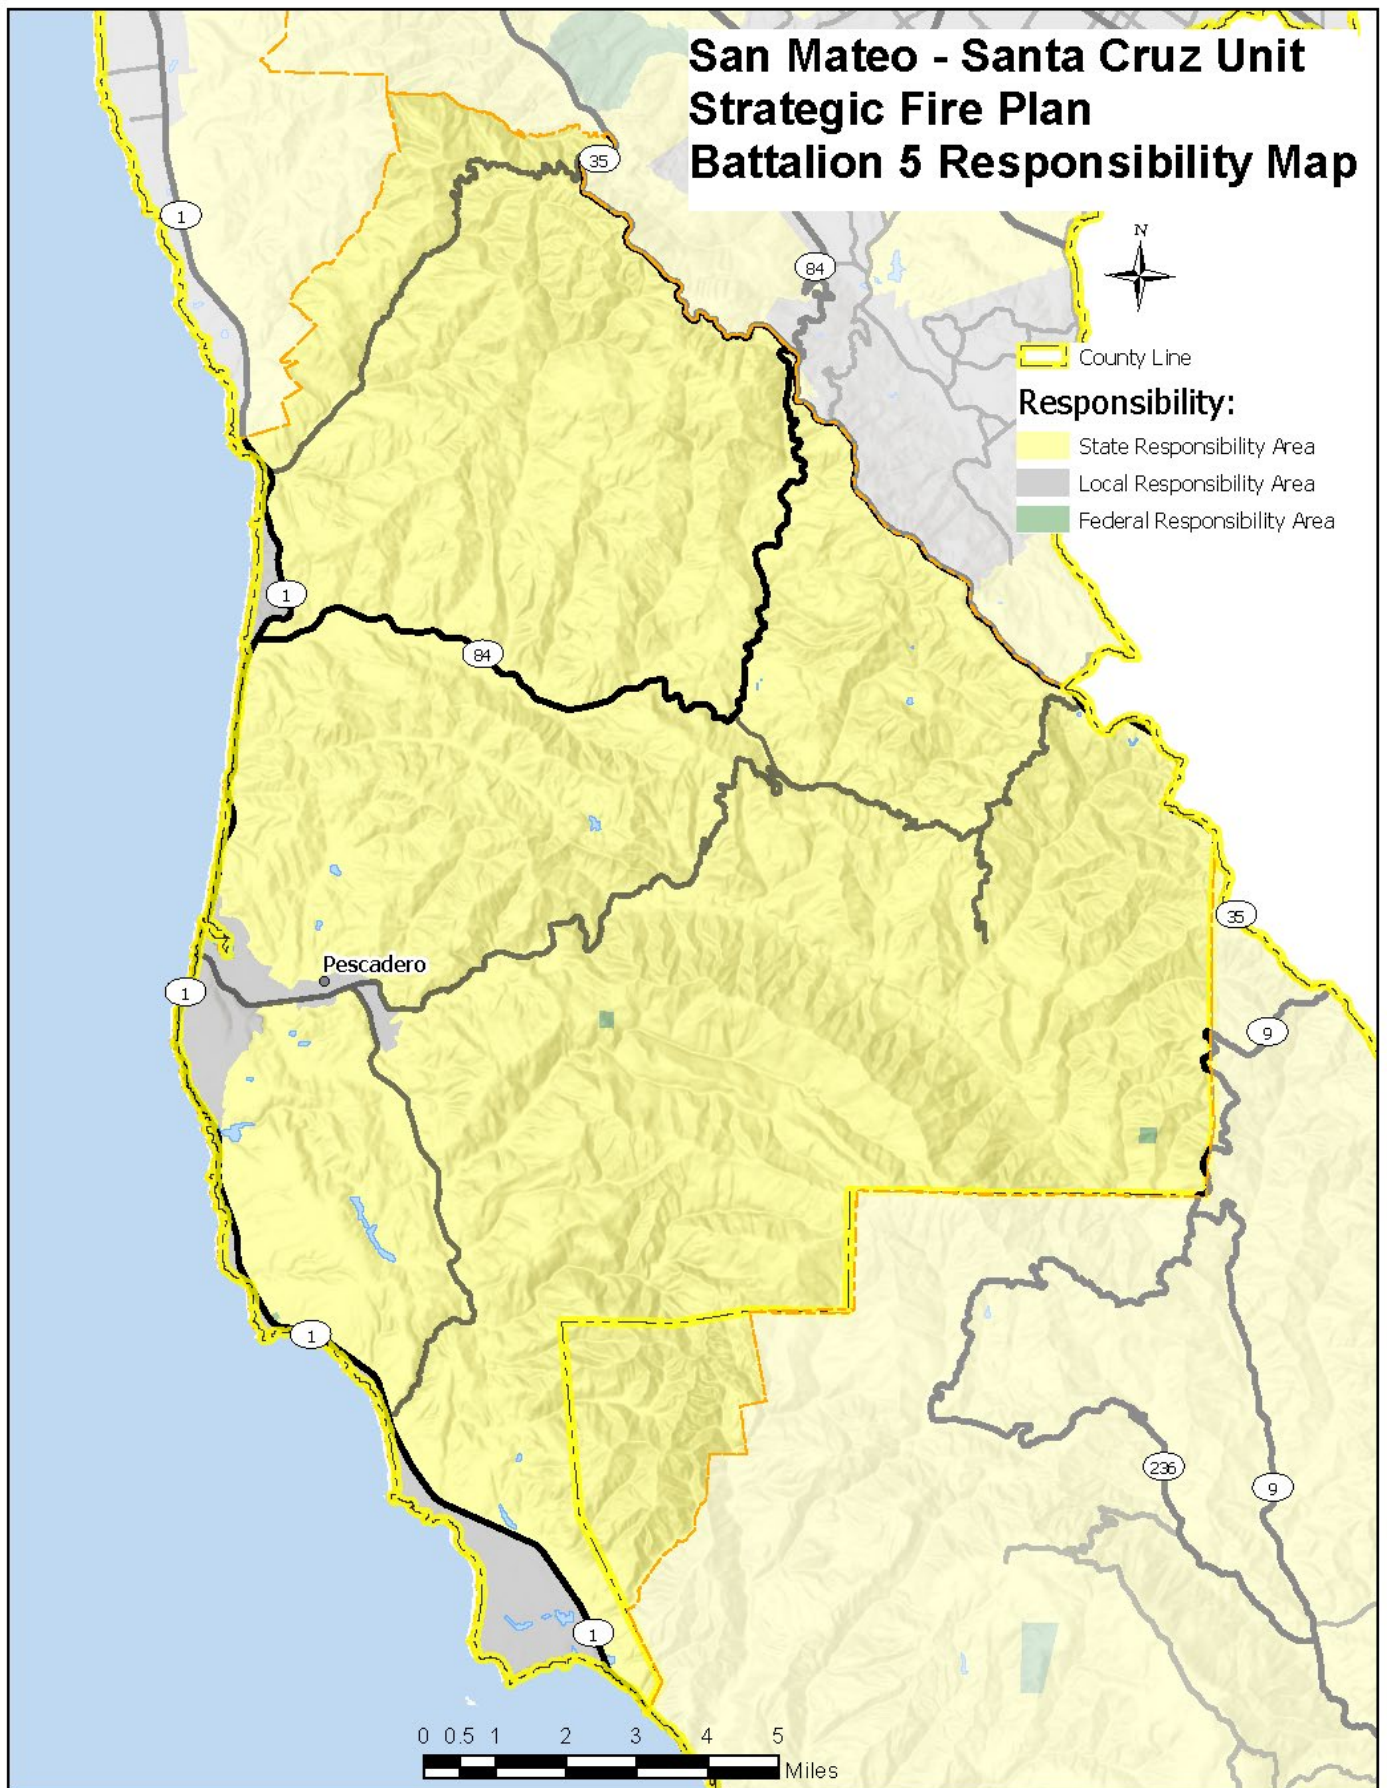 San Mateo - Santa Cruz Unit
Strategic Fire Plan
Battalion 5 Responsibility Map
35
1
N
84
County Line
Responsibility:
State Responsibility Area
Local Responsibility Area
Federal Responsibility Area
1
84
35
Pescadero
1
9
1
236
9
1
0 0.5 1 2 3 4 5
Miles